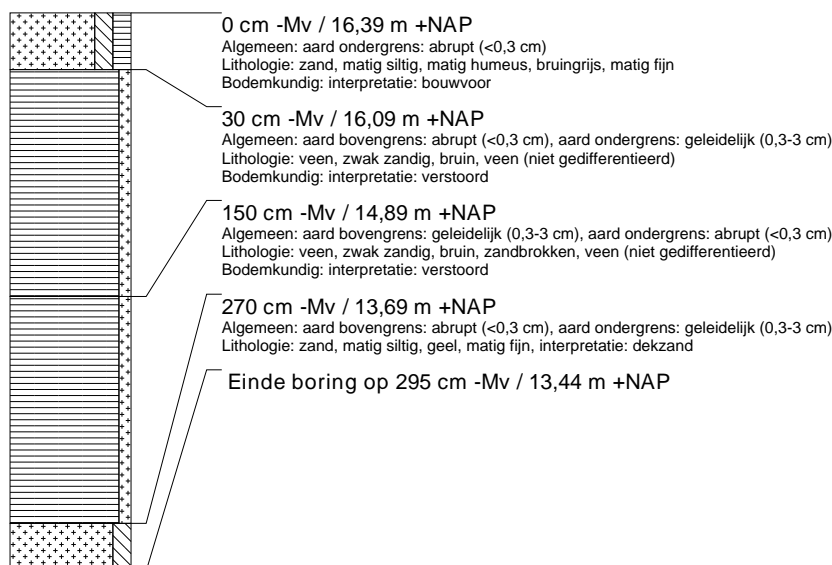 0 cm -Mv / 16,39 m +NAP
Algemeen: aard ondergrens: abrupt (<0,3 cm)
Lithologie: zand, matig siltig, matig humeus, bruingrijs, matig fijn
Bodemkundig: interpretatie: bouwvoor
30 cm -Mv / 16,09 m +NAP
Algemeen: aard bovengrens: abrupt (<0,3 cm), aard ondergrens: geleidelijk (0,3-3 cm)
Lithologie: veen, zwak zandig, bruin, veen (niet gedifferentieerd)
Bodemkundig: interpretatie: verstoord
150 cm -Mv / 14,89 m +NAP
Algemeen: aard bovengrens: geleidelijk (0,3-3 cm), aard ondergrens: abrupt (<0,3 cm)
Lithologie: veen, zwak zandig, bruin, zandbrokken, veen (niet gedifferentieerd)
Bodemkundig: interpretatie: verstoord
270 cm -Mv / 13,69 m +NAP
Algemeen: aard bovengrens: abrupt (<0,3 cm), aard ondergrens: geleidelijk (0,3-3 cm)
Lithologie: zand, matig siltig, geel, matig fijn, interpretatie: dekzand
Einde boring op 295 cm -Mv / 13,44 m +NAP